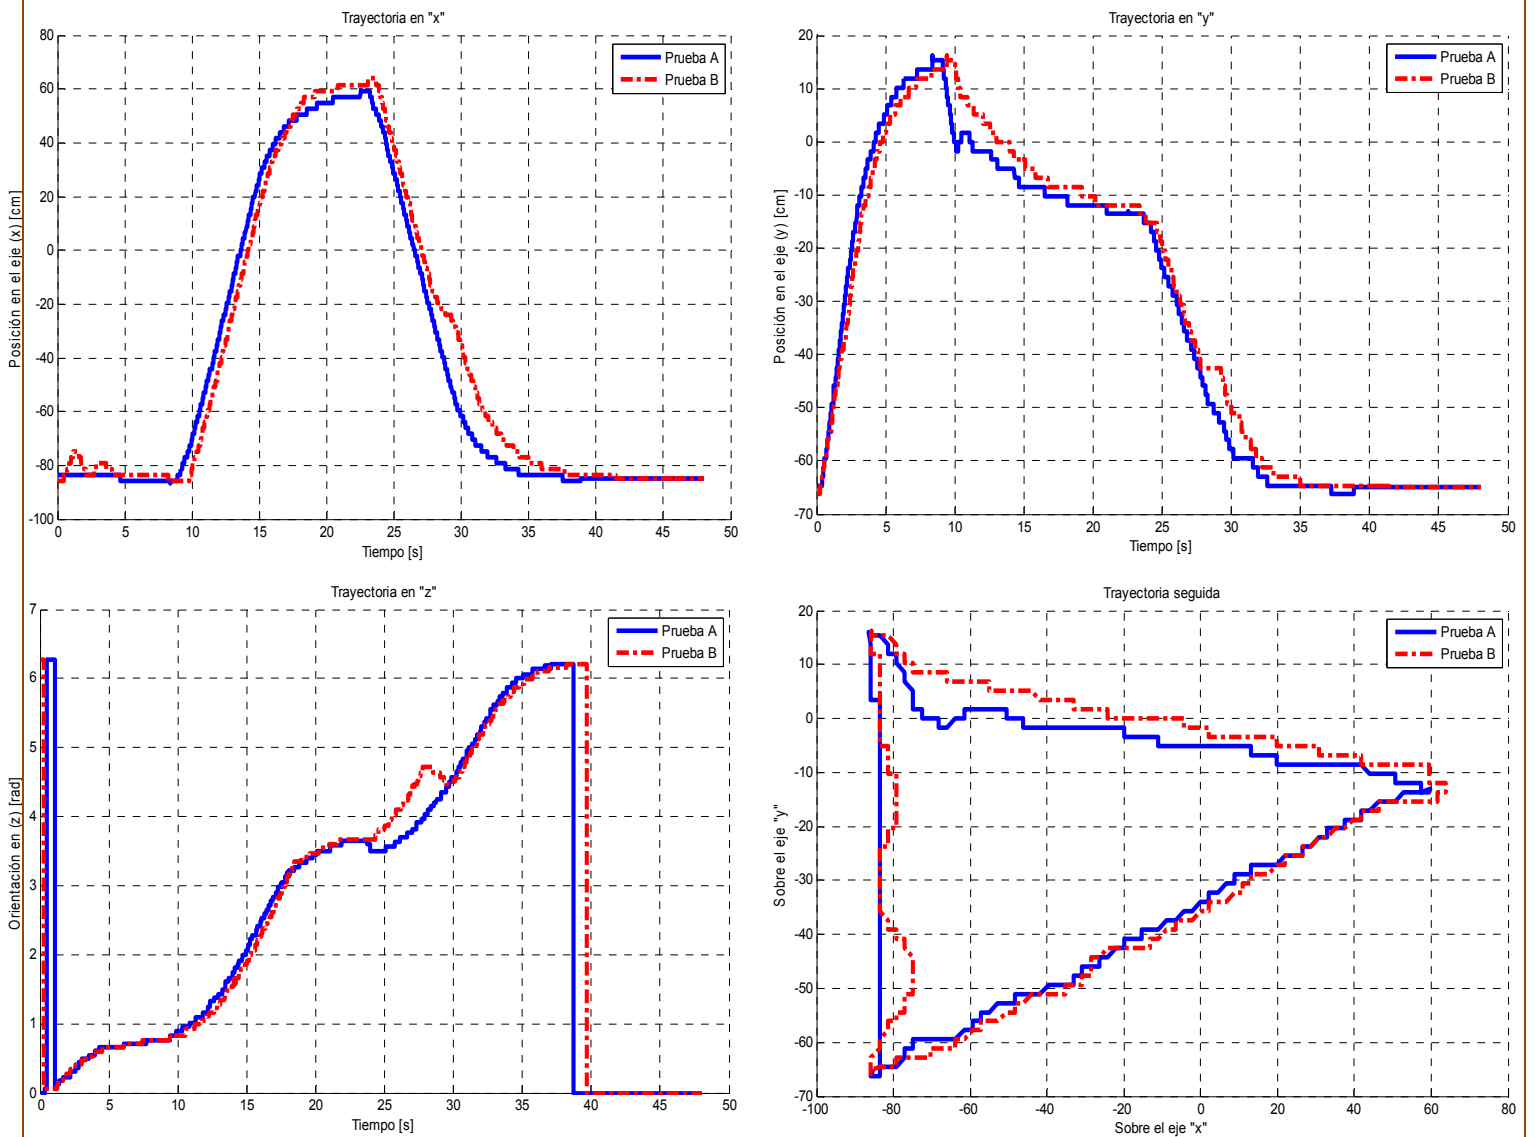 Trayectoria en "x"
80
60
40
20
0
-20
-40
-60
-80
-100
Posición en el eje (x) [cm]
Prueba A
Prueba B
0 5 10 15 20 25 30 35 40 45 50
Tiempo [s]
Trayectoria en "y"
20
10
0
-10
-20
-30
-40
-50
-60
-70
Posición en el eje (y) [cm]
Prueba A
Prueba B
0 5 10 15 20 25 30 35 40 45 50
Tiempo [s]
Trayectoria en "z"
7
6
5
4
3
2
1
0
Orientación en (z) [rad]
Prueba A
Prueba B
0 5 10 15 20 25 30 35 40 45 50
Tiempo [s]
Trayectoria seguida
20
10
0
-10
-20
-30
-40
-50
-60
-70
Sobre el eje "y"
Prueba A
Prueba B
-100 -80 -60 -40 -20 0 20 40 60 80
Sobre el eje "x"